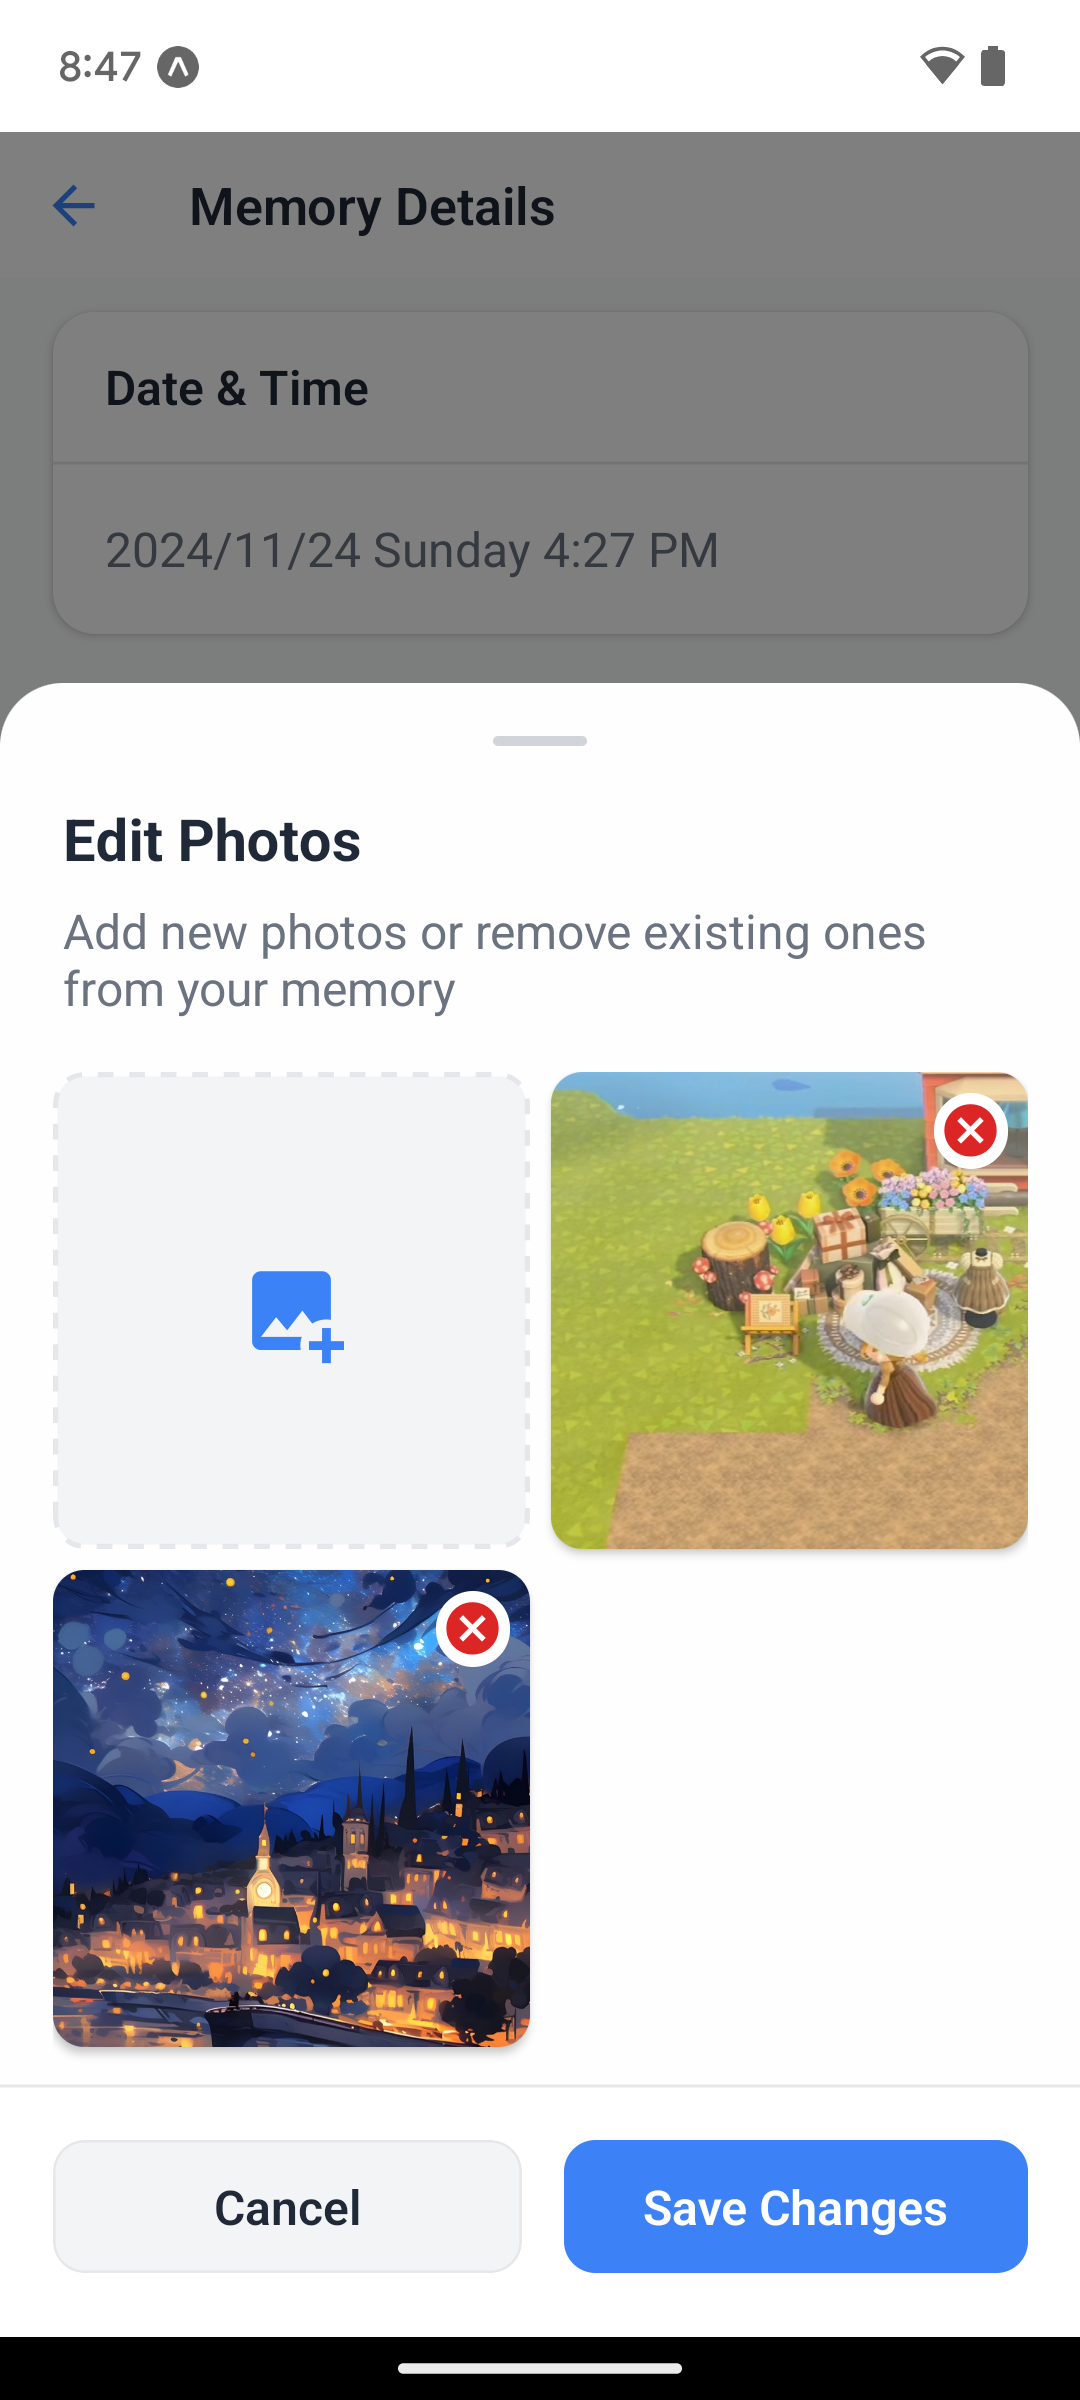 8:47
Memory Details
Date & Time
2024/11/24 Sunday 4:27 PM
Edit Photos
Add new photos or remove existing ones
from your memory
Cancel
Save Changes